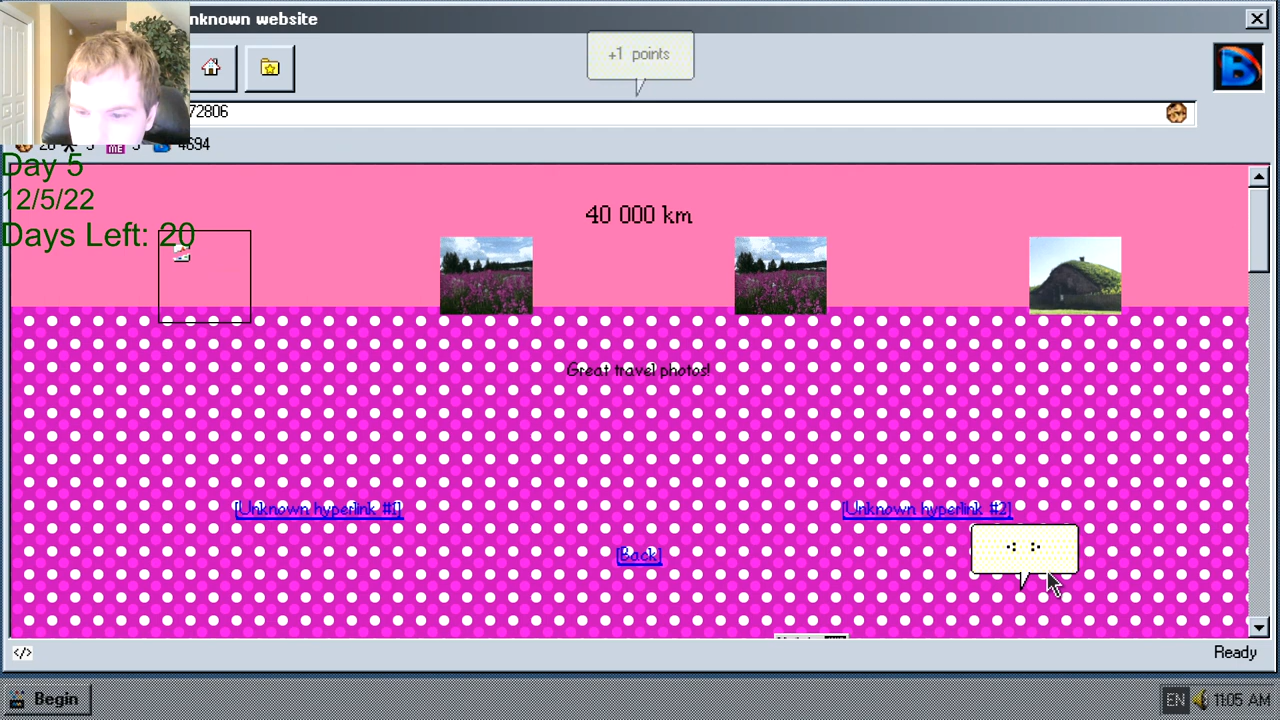 nknown website
+1 points
72806
4694
Day 5
12/5/22
Days Left: 20
40 000 km
Great travel photos!
[Unknown hyperlink #1]
[Unknown hyperlink #2]
[Back]
</>
Ready
Begin
EN
11:05 AM